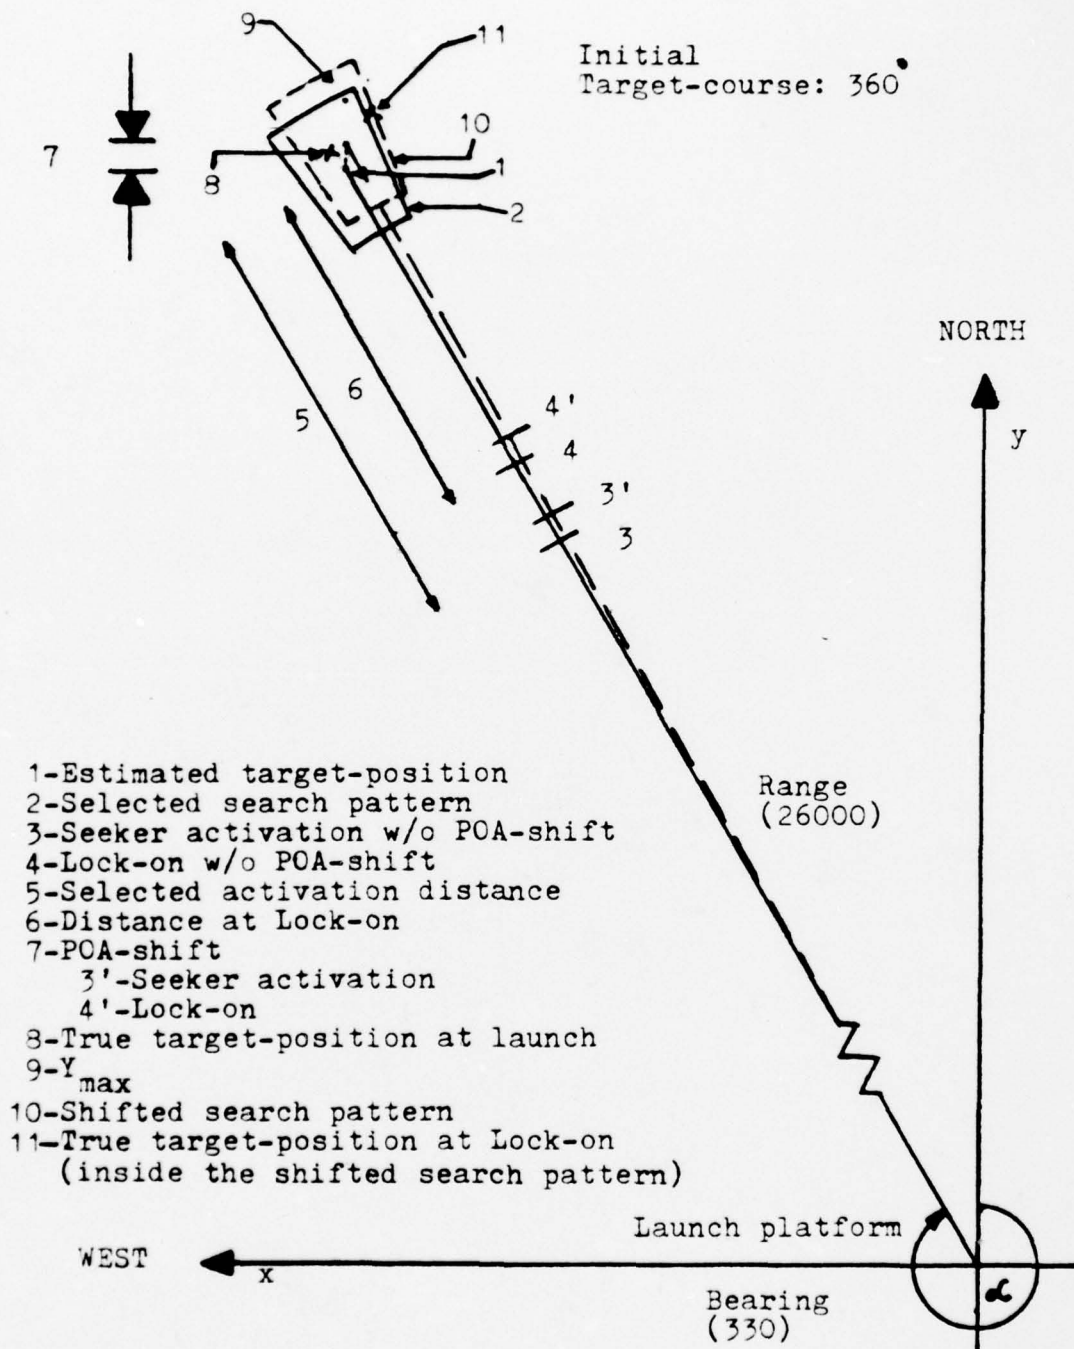 9
11
Initial
Target-course: 360°
7
10
8
1
2
NORTH
y
6
5
4'
4
3'
3
Range
(26000)
1-Estimated target-position
2-Selected search pattern
3-Seeker activation w/o POA-shift
4-Lock-on w/o POA-shift
5-Selected activation distance
6-Distance at Lock-on
7-POA-shift
3'-Seeker activation
4'-Lock-on
8-True target-position at launch
9-Ymax
10-Shifted search pattern
11-True target-position at Lock-on
(inside the shifted search pattern)
Launch platform
WEST
x
α
Bearing
(330)